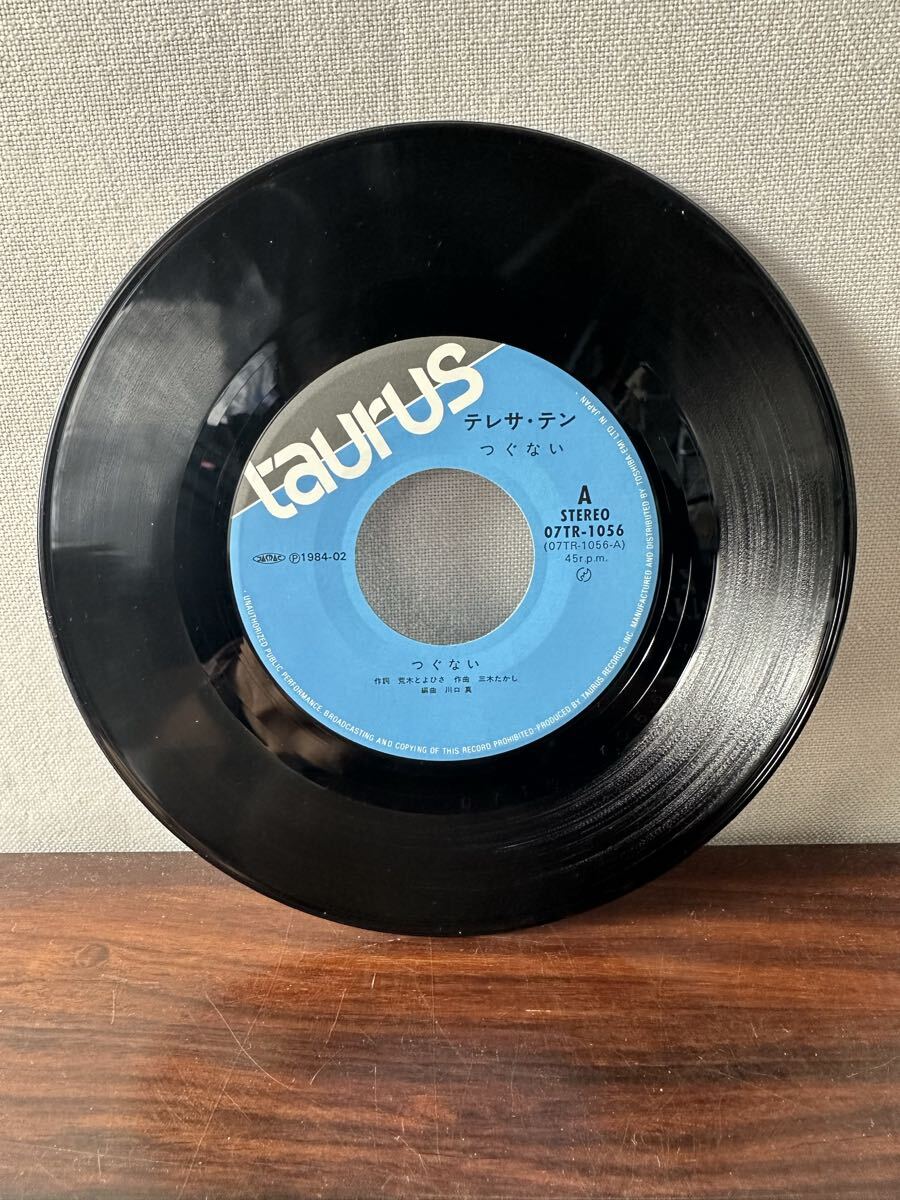 taurus
テレサ・テン
つぐない
A
STEREO
07TR-1056
(07TR-1056-A)
45r.p.m.
JASRAC Ⓟ1984-02
つぐない
作詞 荒木とよひさ 作曲 三木たかし
編曲 川口 真
UNAUTHORIZED PUBLIC PERFORMANCE BROADCASTING AND COPYING OF THIS RECORD PROHIBITED·PRODUCED BY TAURUS RECORDS, INC. MANUFACTURED AND DISTRIBUTED BY TOSHIBA-EMI LTD IN JAPAN·